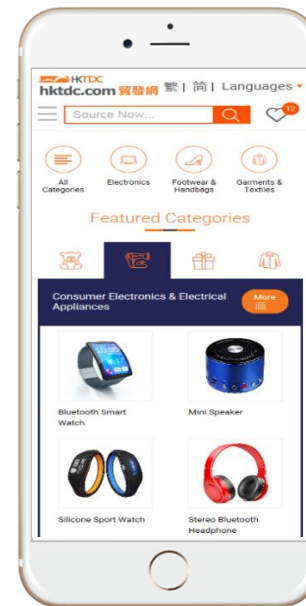 HKTDC
hktdc.com 貿發網 繁 | 简 | Languages
Source Now...
12
All Categories
Electronics
Footwear & Handbags
Garments & Textiles
Featured Categories
Consumer Electronics & Electrical Appliances
More
Bluetooth Smart Watch
Mini Speaker
Silicone Sport Watch
Stereo Bluetooth Headphone